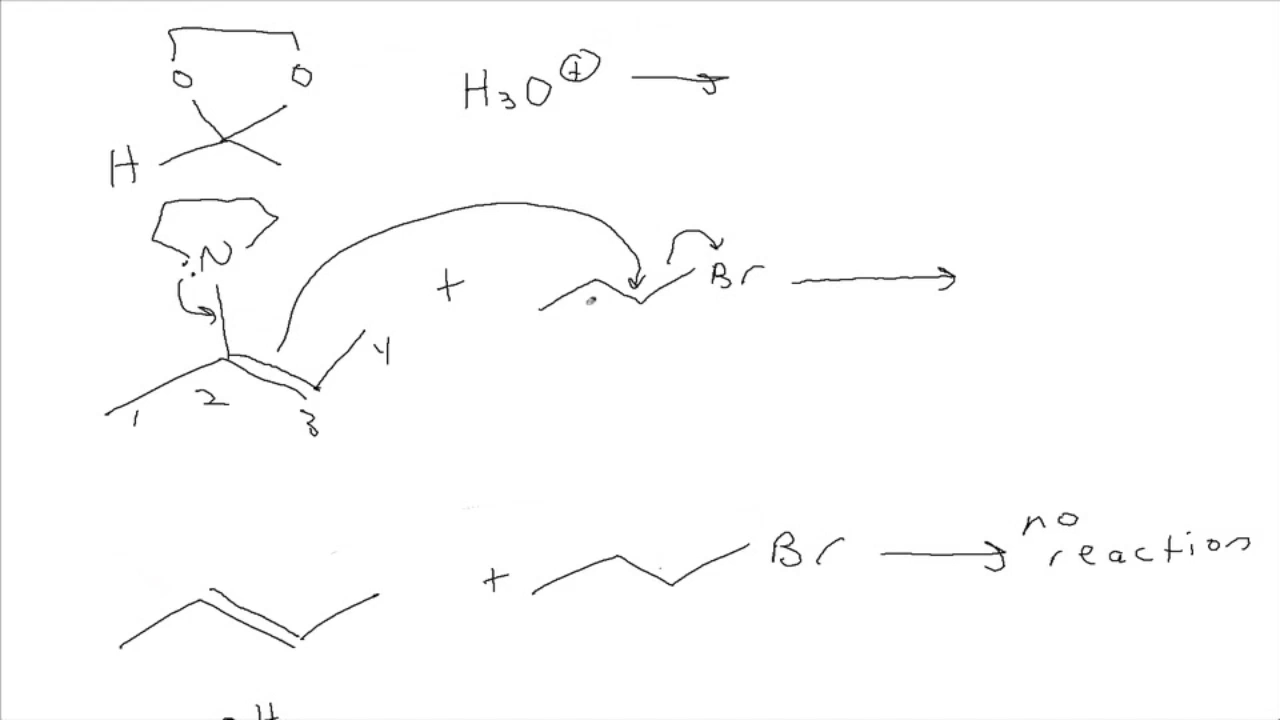 O O
H₃O⁺ →
H
:N
+ Br →
1 2 3 4
no
+ Br → reaction